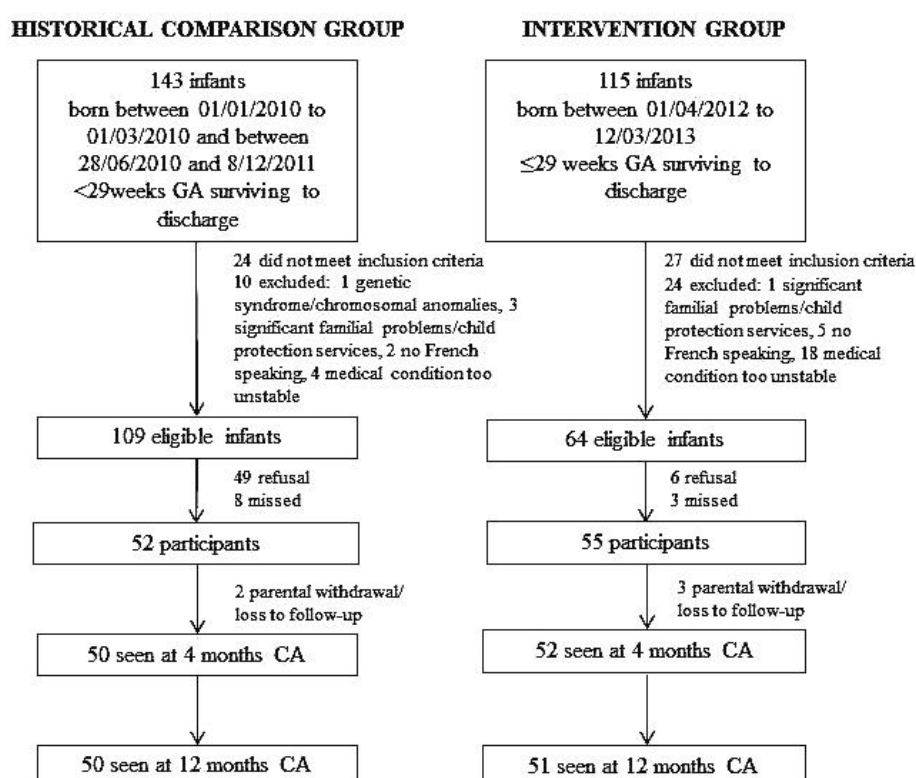 HISTORICAL COMPARISON GROUP
143 infants
born between 01/01/2010 to
01/03/2010 and between
28/06/2010 and 8/12/2011
<29weeks GA surviving to
discharge
24 did not meet inclusion criteria
10 excluded: 1 genetic
syndrome/chromosomal anomalies, 3
significant familial problems/child
protection services, 2 no French
speaking, 4 medical condition too
unstable
109 eligible infants
49 refusal
8 missed
52 participants
2 parental withdrawal/
loss to follow-up
50 seen at 4 months CA
50 seen at 12 months CA
INTERVENTION GROUP
115 infants
born between 01/04/2012 to
12/03/2013
≤29 weeks GA surviving to
discharge
27 did not meet inclusion criteria
24 excluded: 1 significant
familial problems/child
protection services, 5 no
French speaking, 18 medical
condition too unstable
64 eligible infants
6 refusal
3 missed
55 participants
3 parental withdrawal/
loss to follow-up
52 seen at 4 months CA
51 seen at 12 months CA